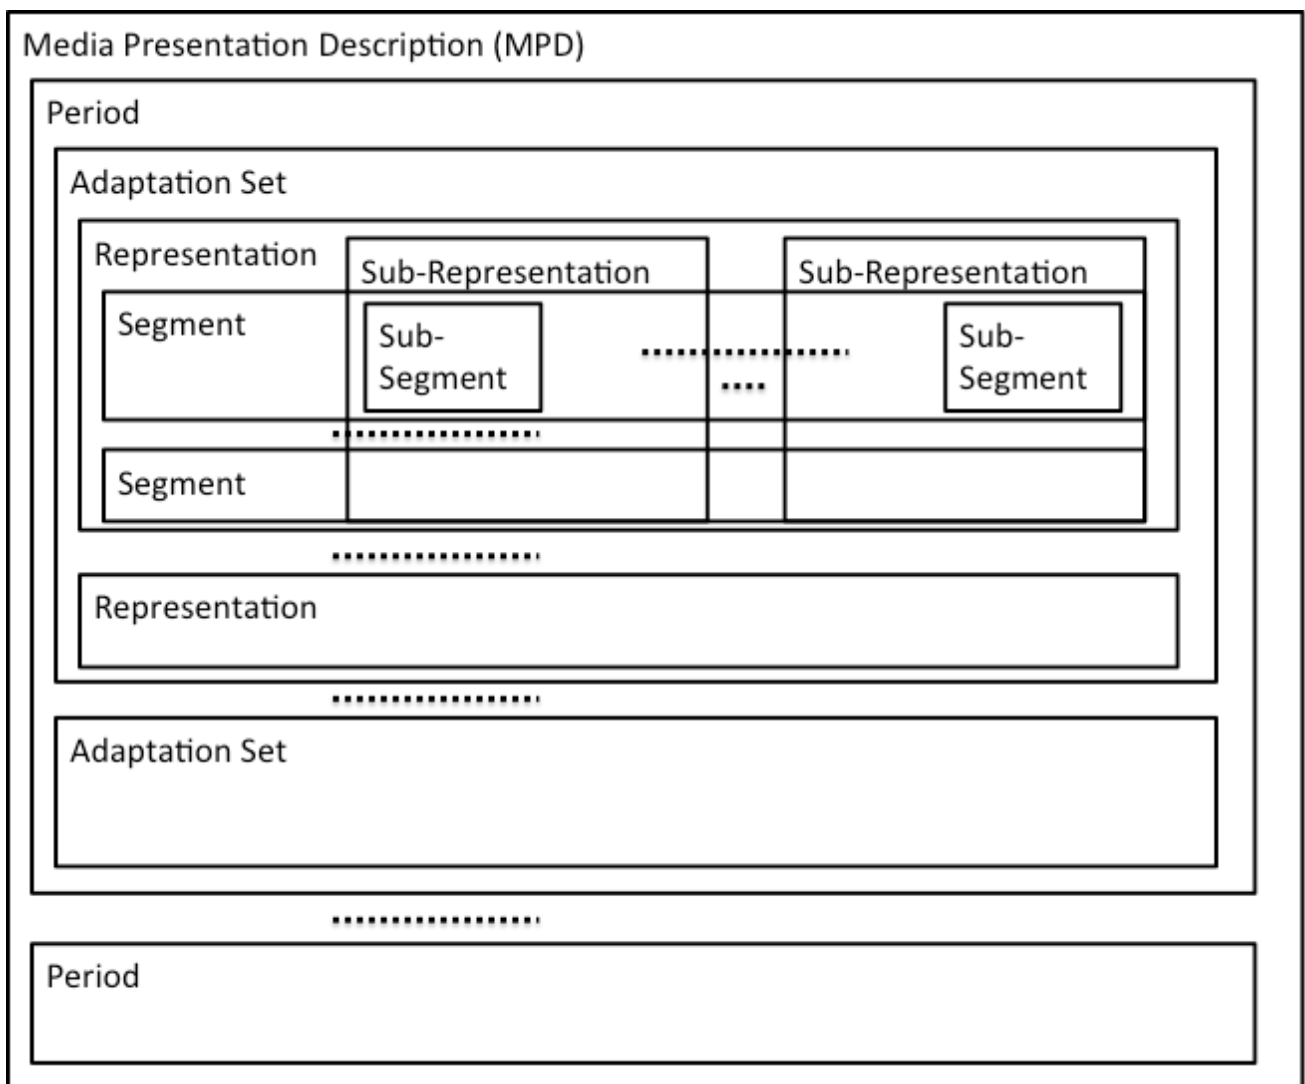 Media Presentation Description (MPD)
Period
Adaptation Set
Representation
Sub-Representation
Sub-Representation
Segment
Sub-
Segment
Sub-
Segment
Segment
Representation
Adaptation Set
Period